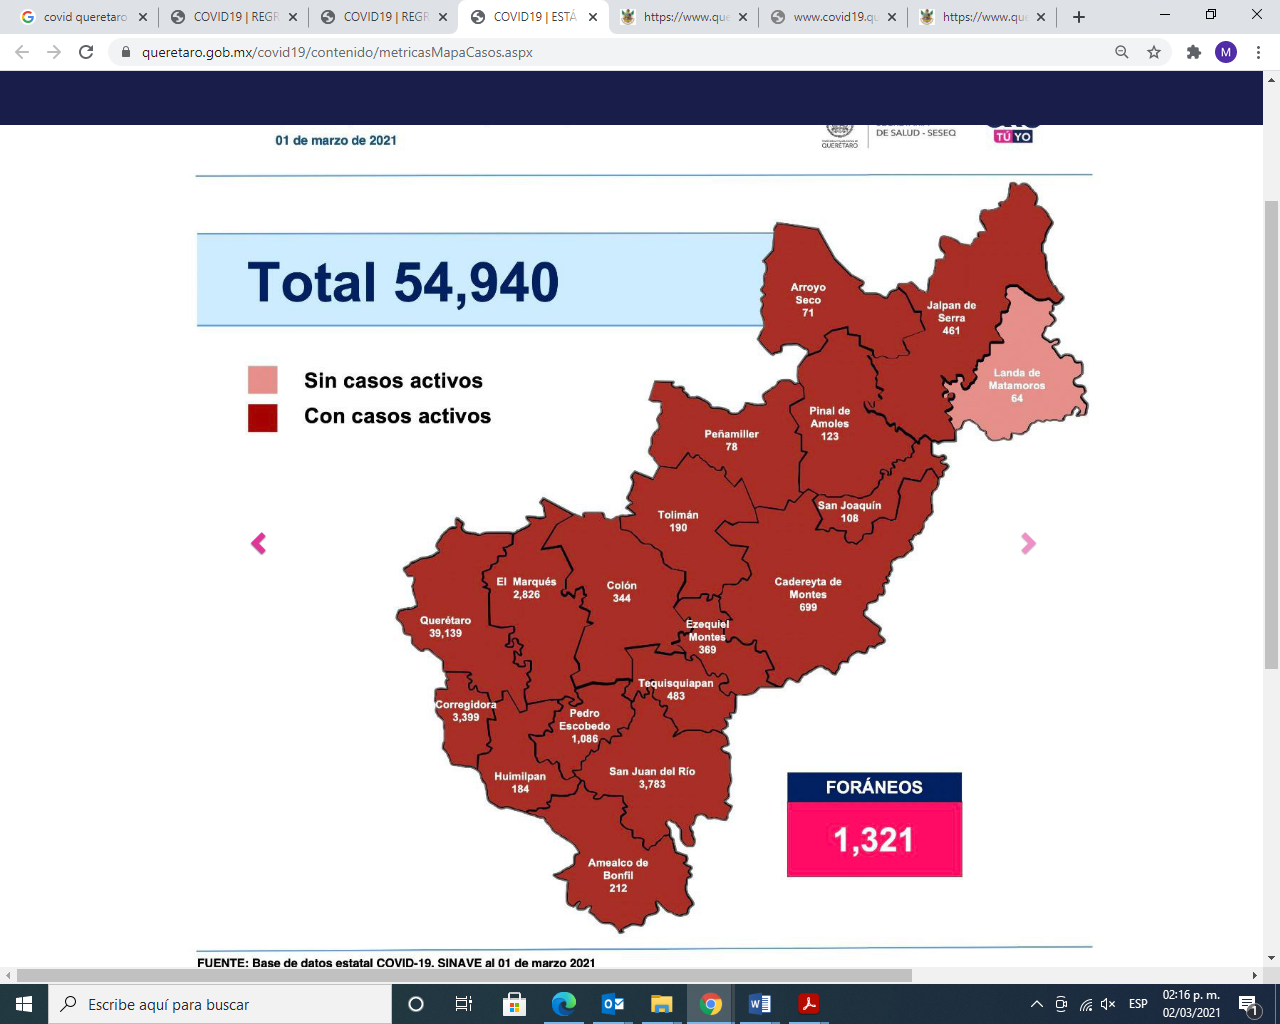 covid queretaro
COVID19 | REGR
COVID19 | REGR
COVID19 | ESTÁ
https://www.que
www.covid19.qu
https://www.que
queretaro.gob.mx/covid19/contenido/metricasMapaCasos.aspx
M
01 de marzo de 2021
QUERÉTARO
DE SALUD - SESEQ
TÚ YO
Total 54,940
Sin casos activos
Con casos activos
Arroyo
Seco
71
Jalpan de
Serra
461
Landa de
Matamoros
64
Pinal de
Amoles
123
Peñamiller
78
San Joaquín
108
Tolimán
190
Cadereyta de
Montes
699
El Marqués
2,826
Colón
344
Querétaro
39,139
Ezequiel
Montes
369
Tequisquiapan
483
Corregidora
3,399
Pedro
Escobedo
1,086
Huimilpan
184
San Juan del Río
3,783
Amealco de
Bonfil
212
FORÁNEOS
1,321
FUENTE: Base de datos estatal COVID-19. SINAVE al 01 de marzo 2021
Escribe aquí para buscar
ESP
02:16 p. m.
02/03/2021
1